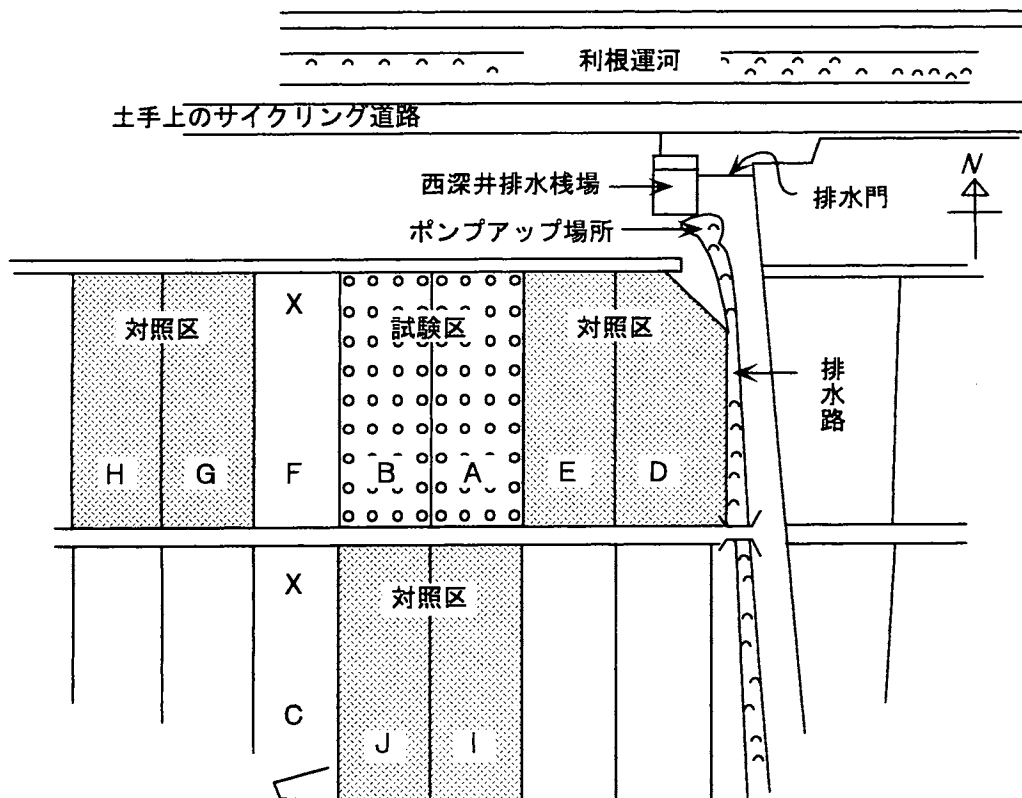 利根運河
土手上のサイクリング道路
N
西深井排水桟場
排水門
ポンプアップ場所
X
対照区
試験区
対照区
排水路
H
G
F
B
A
E
D
X
対照区
C
J
I